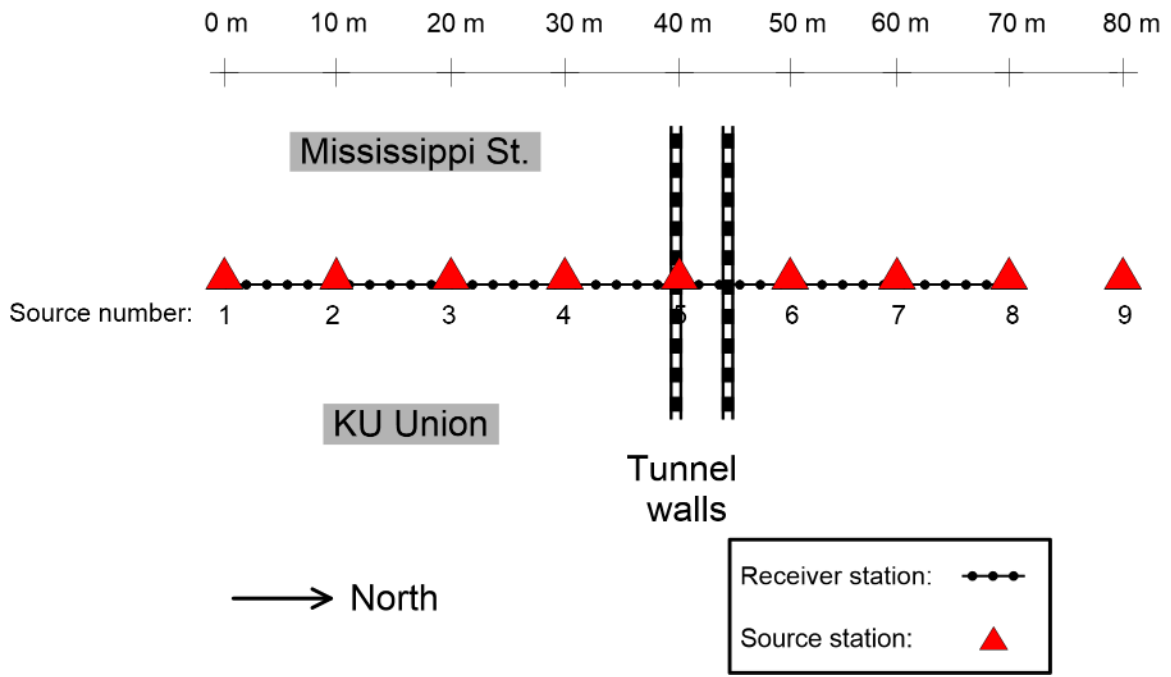 0 m 10 m 20 m 30 m 40 m 50 m 60 m 70 m 80 m
Mississippi St.
Source number: 1 2 3 4 5 6 7 8 9
KU Union
Tunnel
walls
Receiver station:
North
Source station: